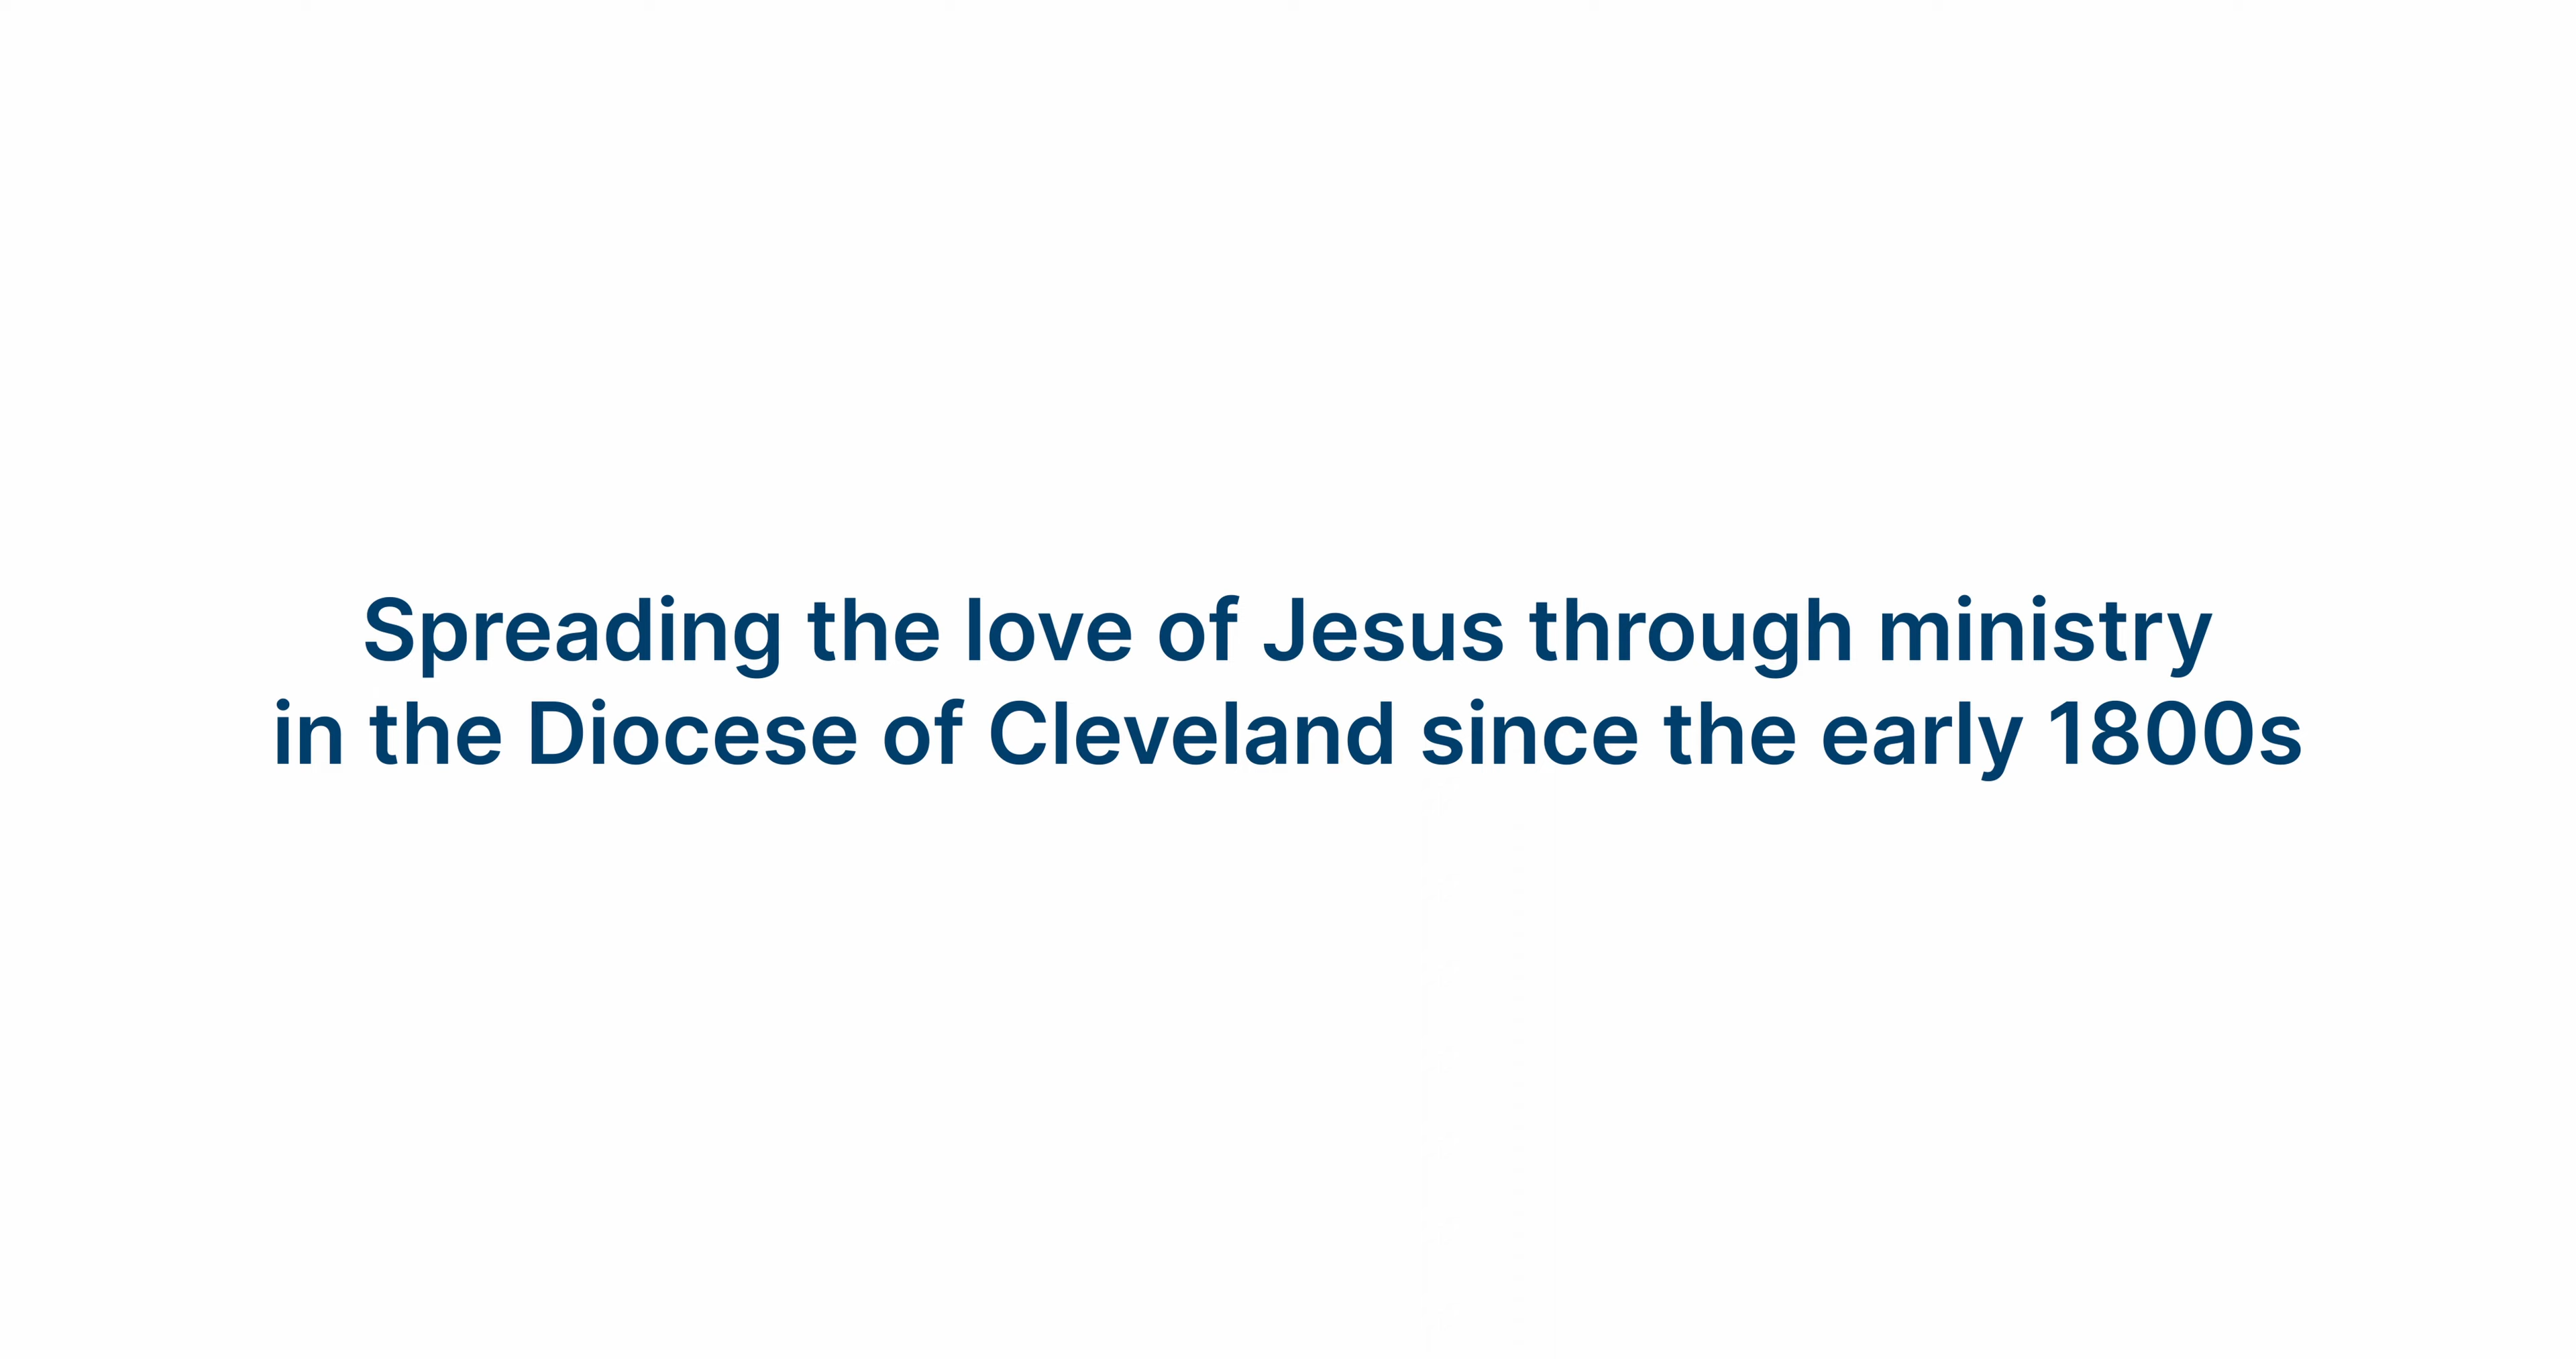 Spreading the love of Jesus through ministry
in the Diocese of Cleveland since the early 1800s